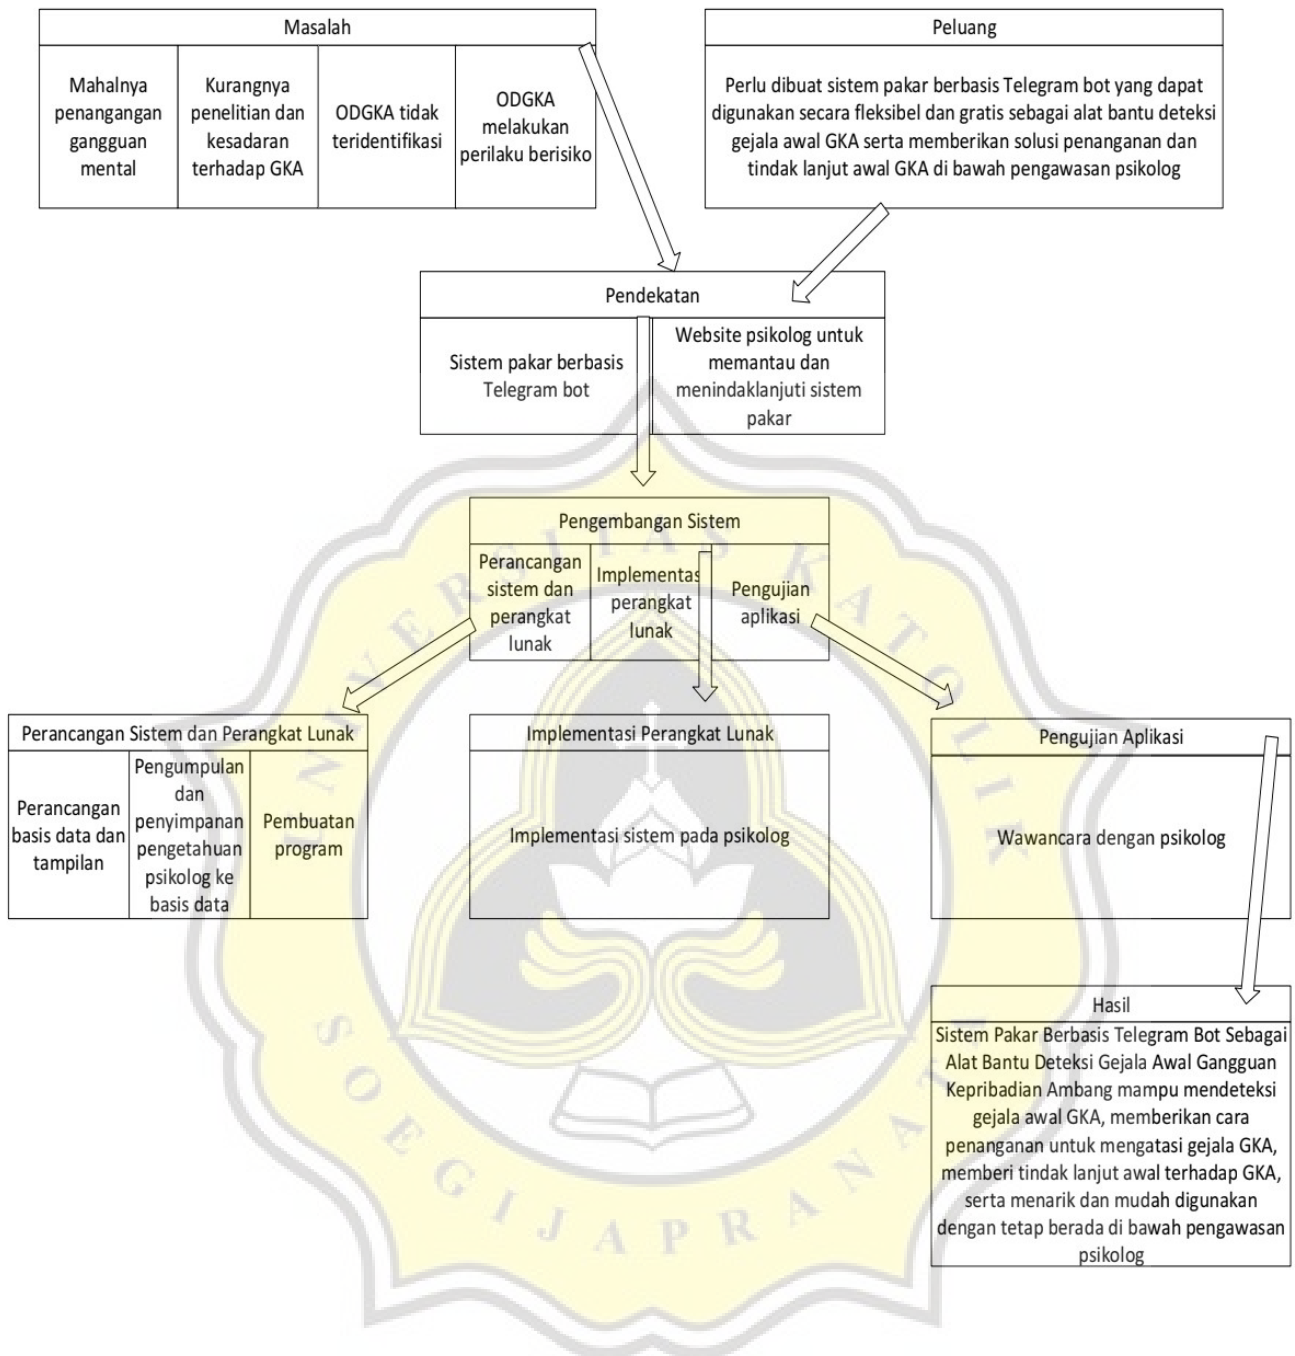 Masalah
Mahalnya
penangangan
gangguan
mental
Kurangnya
penelitian dan
kesadaran
terhadap GKA
ODGKA tidak
teridentifikasi
ODGKA
melakukan
perilaku berisiko
Peluang
Perlu dibuat sistem pakar berbasis Telegram bot yang dapat
digunakan secara fleksibel dan gratis sebagai alat bantu deteksi
gejala awal GKA serta memberikan solusi penanganan dan
tindak lanjut awal GKA di bawah pengawasan psikolog
Pendekatan
Sistem pakar berbasis
Telegram bot
Website psikolog untuk
memantau dan
menindaklanjuti sistem
pakar
Pengembangan Sistem
Perancangan
sistem dan
perangkat
lunak
Implementas
perangkat
lunak
Pengujian
aplikasi
Perancangan Sistem dan Perangkat Lunak
Perancangan
basis data dan
tampilan
Pengumpulan
dan
penyimpanan
pengetahuan
psikolog ke
basis data
Pembuatan
program
Implementasi Perangkat Lunak
Implementasi sistem pada psikolog
Pengujian Aplikasi
Wawancara dengan psikolog
Hasil
Sistem Pakar Berbasis Telegram Bot Sebagai
Alat Bantu Deteksi Gejala Awal Gangguan
Kepribadian Ambang mampu mendeteksi
gejala awal GKA, memberikan cara
penanganan untuk mengatasi gejala GKA,
memberi tindak lanjut awal terhadap GKA,
serta menarik dan mudah digunakan
dengan tetap berada di bawah pengawasan
psikolog
UNIVERSITAS KATOLIK
SOEGIJAPRANATA